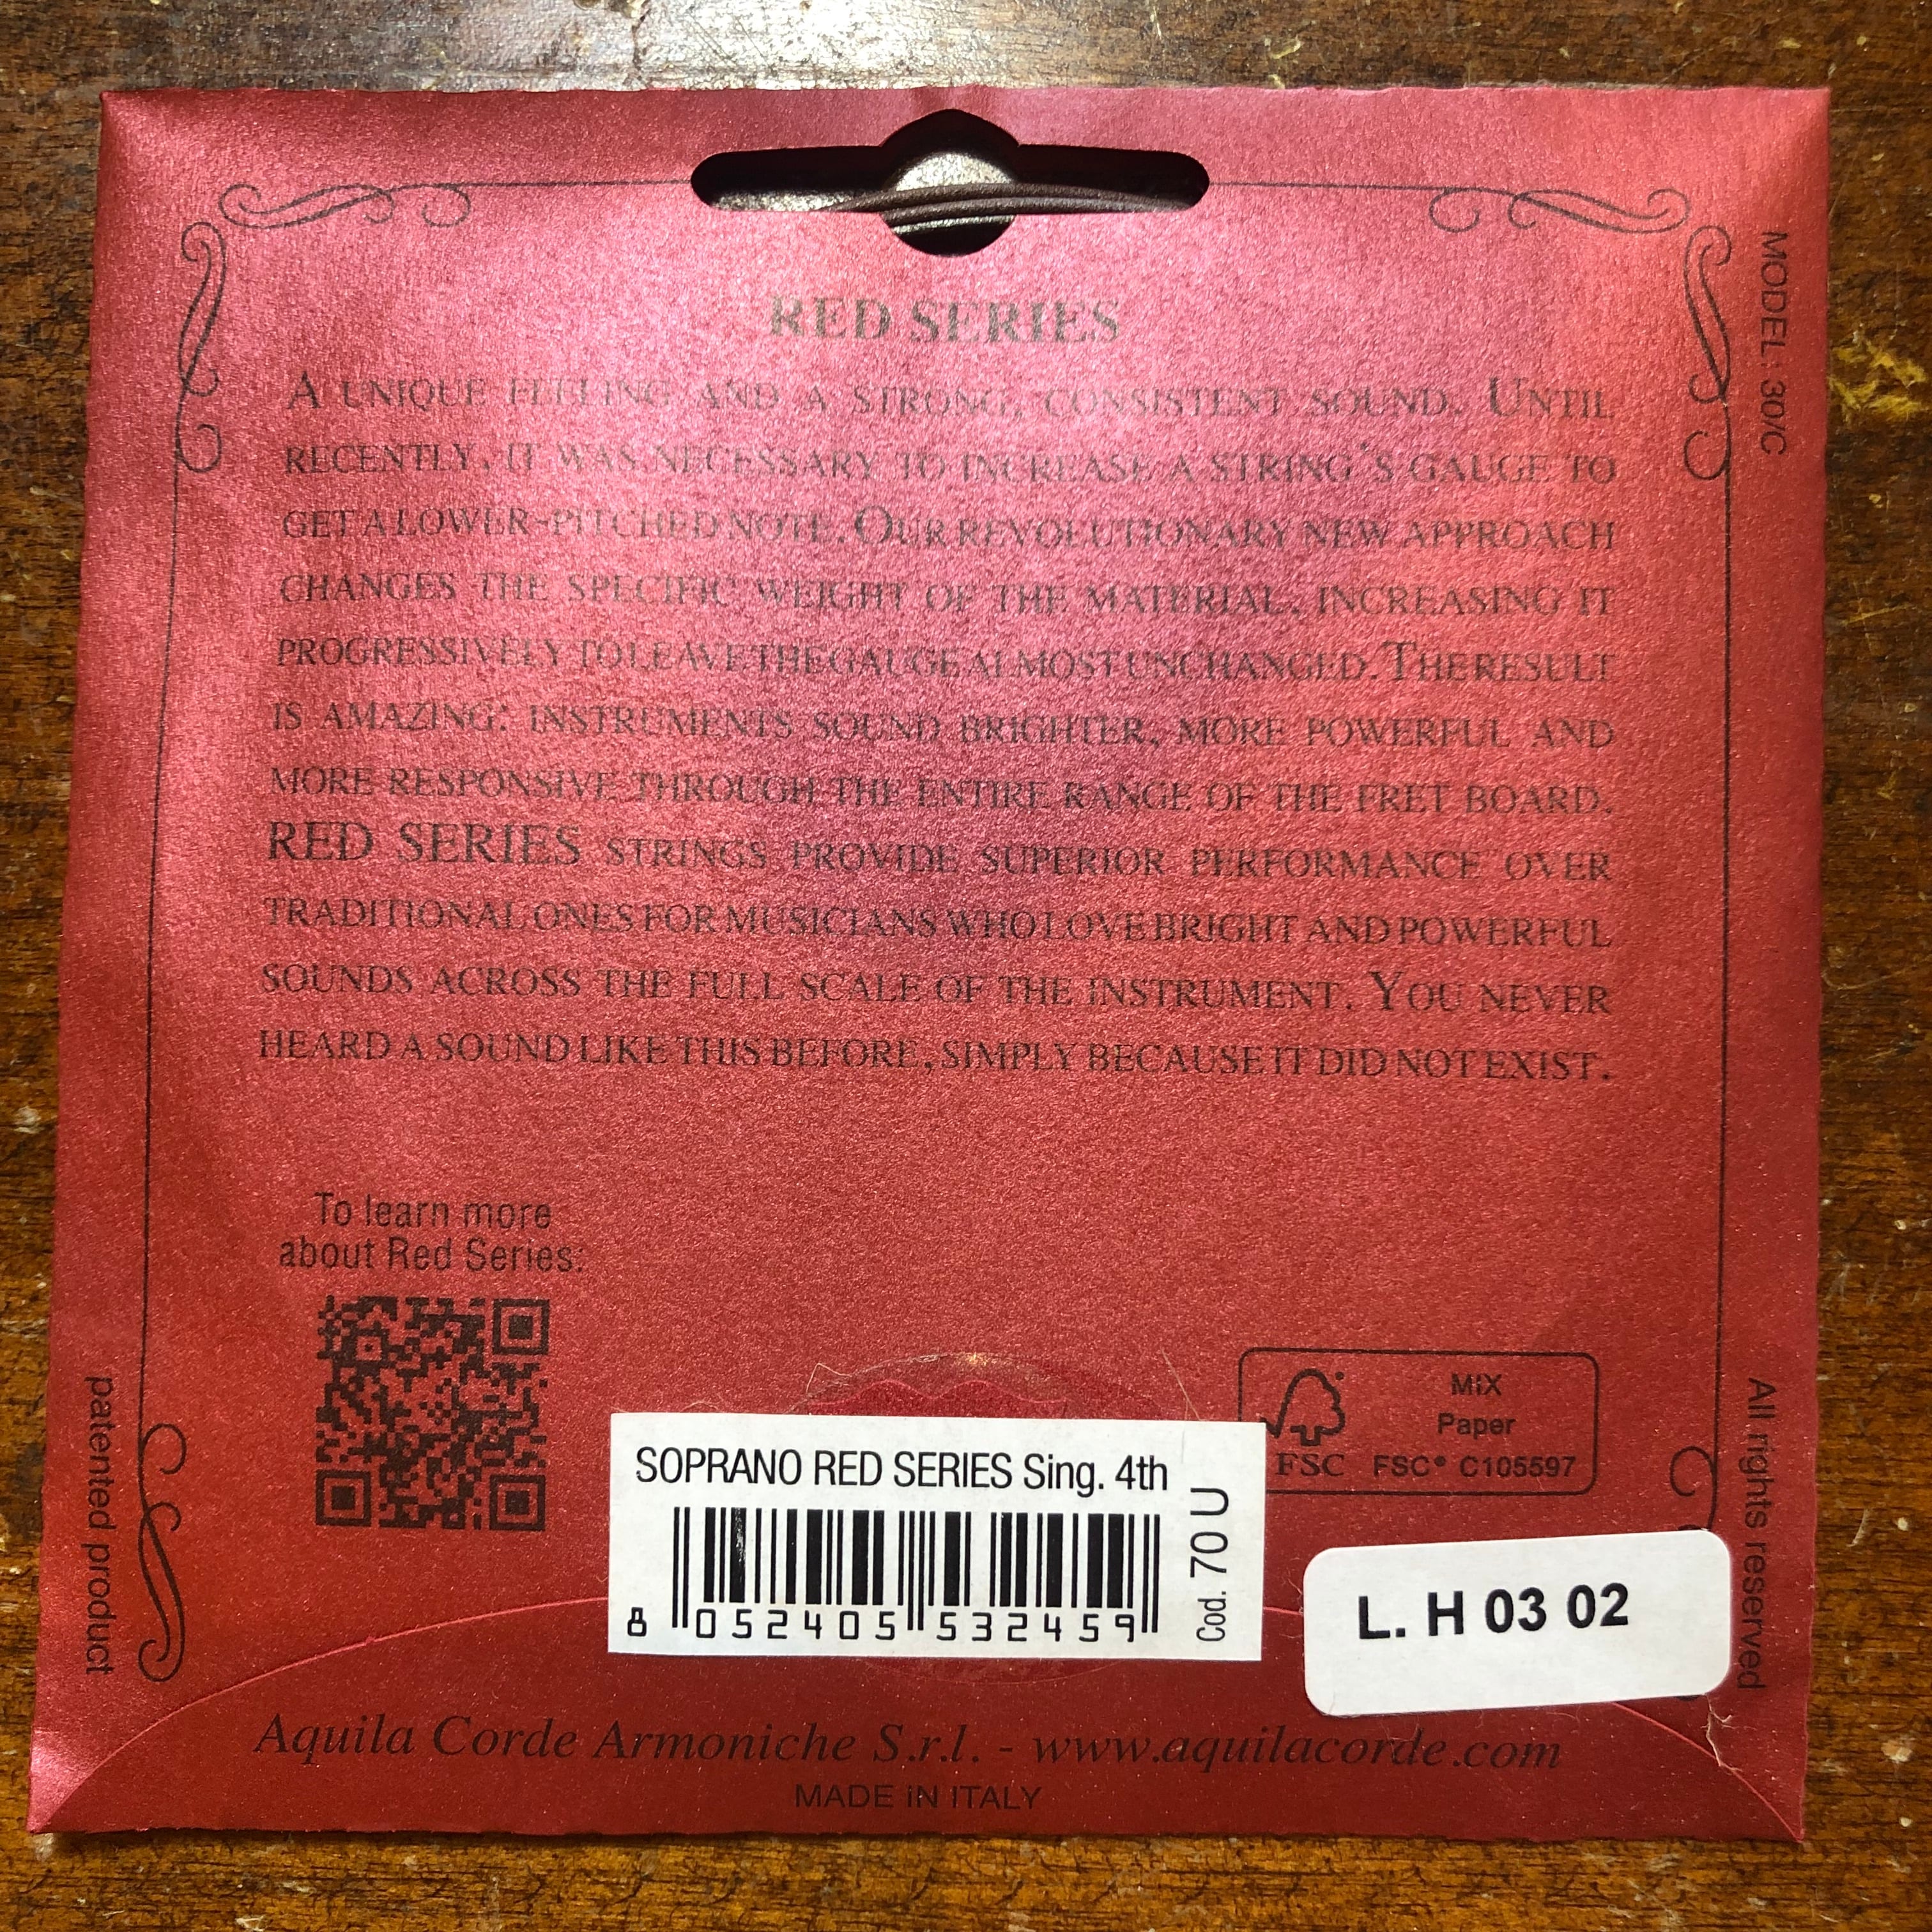 MODEL: 30/C
RED SERIES
A UNIQUE FEELING AND A STRONG, CONSISTENT SOUND. UNTIL
RECENTLY, IT WAS NECESSARY TO INCREASE A STRING´S GAUGE TO
GET A LOWER-PITCHED NOTE. OUR REVOLUTIONARY NEW APPROACH
CHANGES THE SPECIFIC WEIGHT OF THE MATERIAL, INCREASING IT
PROGRESSIVELY TO LEAVE THE GAUGE ALMOST UNCHANGED. THE RESULT
IS AMAZING: INSTRUMENTS SOUND BRIGHTER, MORE POWERFUL AND
MORE RESPONSIVE THROUGH THE ENTIRE RANGE OF THE FRET BOARD.
RED SERIES STRINGS PROVIDE SUPERIOR PERFORMANCE OVER
TRADITIONAL ONES FOR MUSICIANS WHO LOVE BRIGHT AND POWERFUL
SOUNDS ACROSS THE FULL SCALE OF THE INSTRUMENT. YOU NEVER
HEARD A SOUND LIKE THIS BEFORE, SIMPLY BECAUSE IT DID NOT EXIST.
To learn more
about Red Series:
MIX
Paper
FSC FSC® C105597
SOPRANO RED SERIES Sing. 4th
8 052405 532459
Cod. 70 U
L. H 03 02
patented product
All rights reserved
Aquila Corde Armoniche S.r.l. - www.aquilacorde.com
MADE IN ITALY